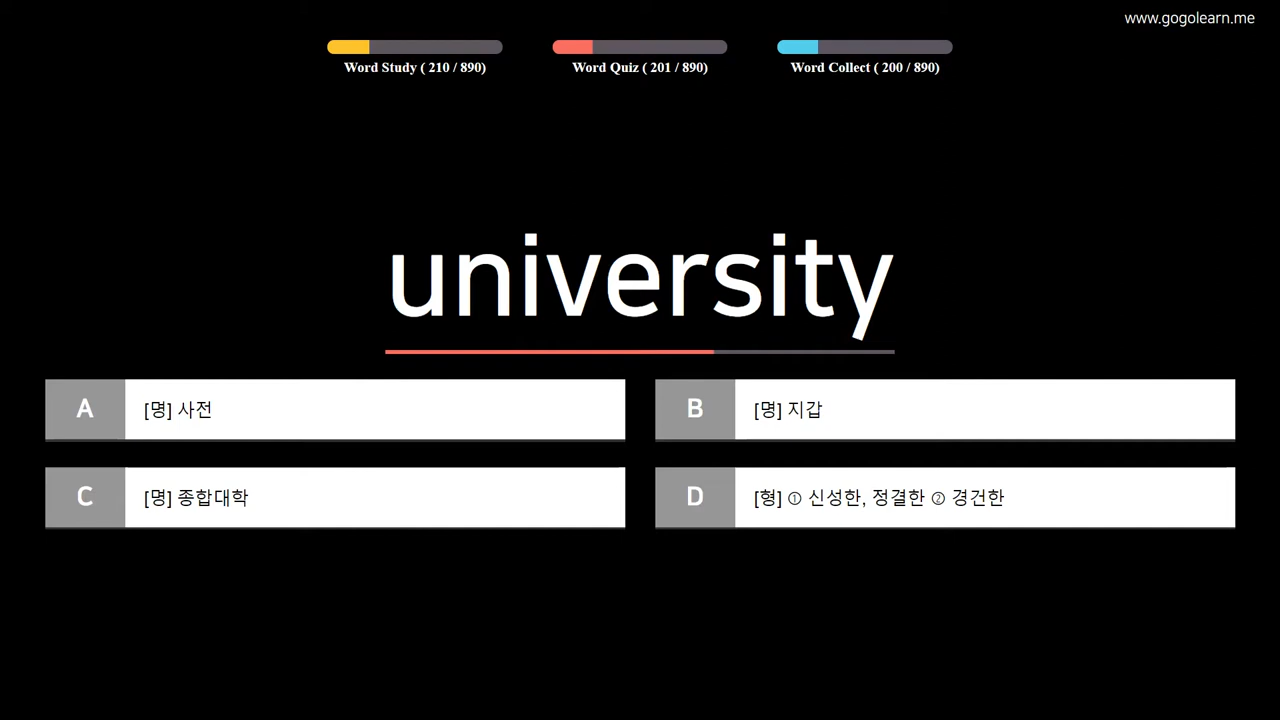 www.gogolearn.me
Word Study ( 210 / 890)
Word Quiz ( 201 / 890)
Word Collect ( 200 / 890)
university
A [명] 사전
B [명] 지갑
C [명] 종합대학
D [형] ① 신성한, 정결한 ② 경건한